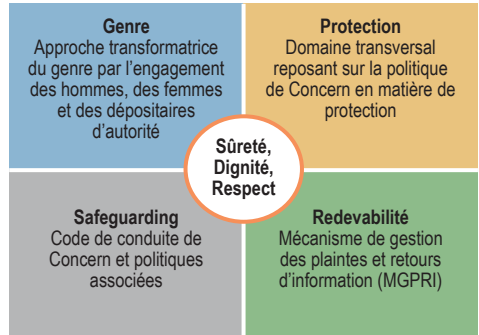 Genre
Approche transformatrice
du genre par l'engagement
des hommes, des femmes
et des dépositaires
d'autorité
Protection
Domaine transversal
reposant sur la politique
de Concern en matière de
protection
Sûreté,
Dignité,
Respect
Safeguarding
Code de conduite de
Concern et politiques
associées
Redevabilité
Mécanisme de gestion
des plaintes et retours
d'information (MGPRI)